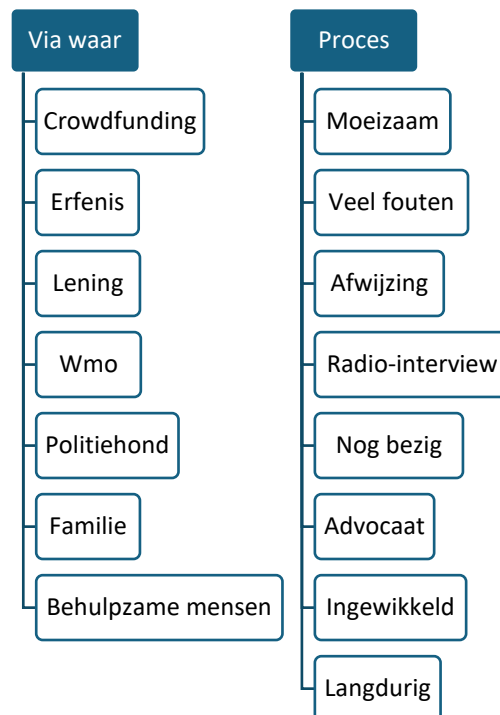 Via waar
Crowdfunding
Erfenis
Lening
Wmo
Politiehond
Familie
Behulpzame mensen
Proces
Moeizaam
Veel fouten
Afwijzing
Radio-interview
Nog bezig
Advocaat
Ingewikkeld
Langdurig